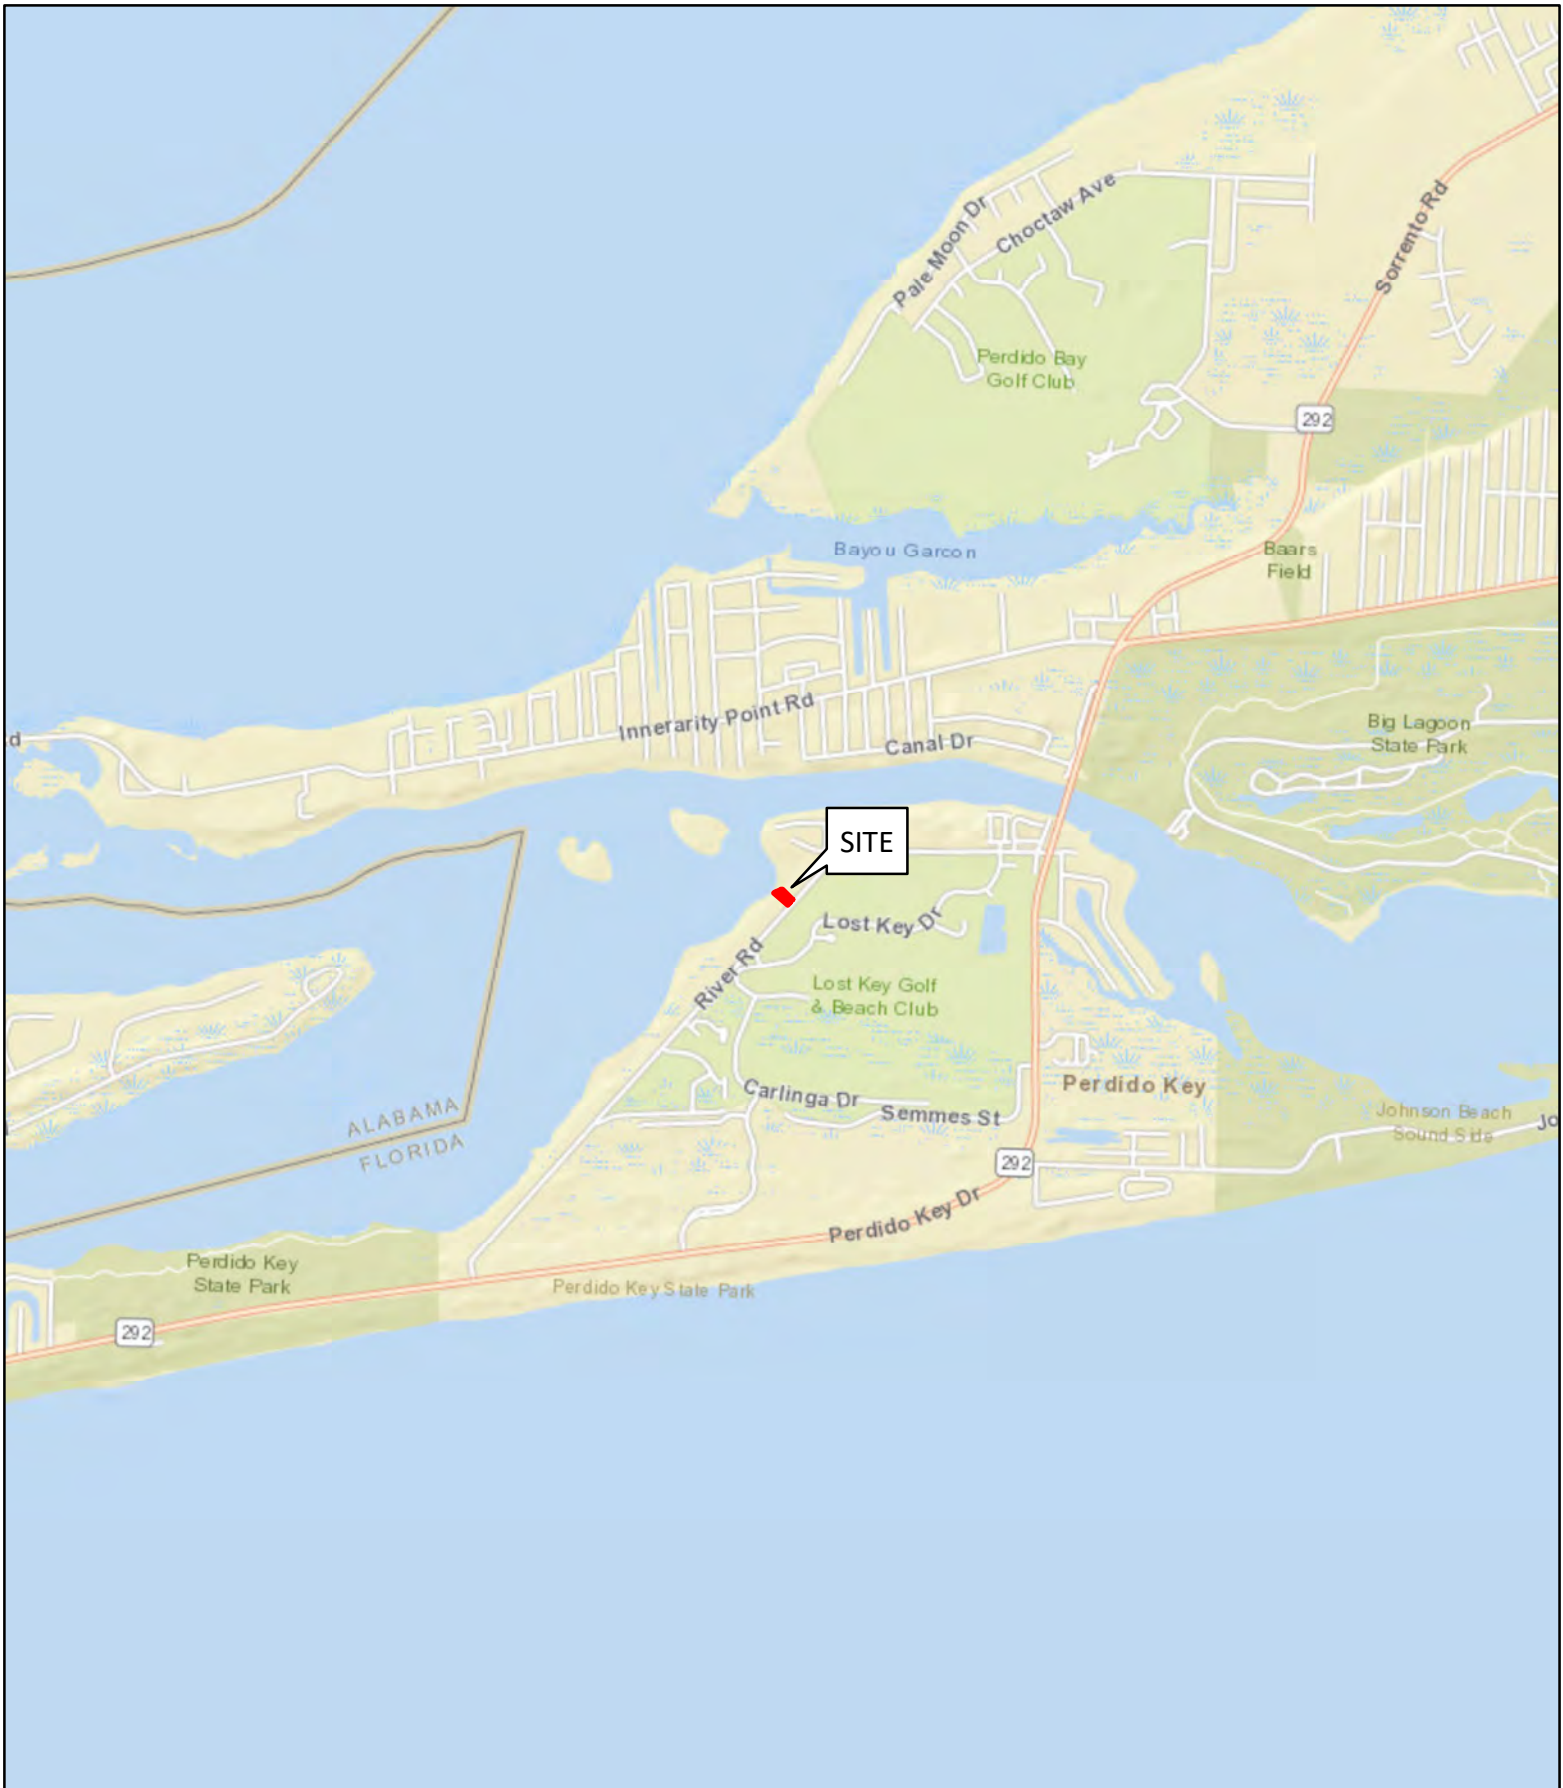 Sorrento Rd
Choctaw Ave
Pale Moon Dr
Perdido Bay
Golf Club
292
Bayou Garcon
Baars
Field
Innerarity Point Rd
Big Lagoon
State Park
rd
Canal Dr
SITE
Lost Key Dr
River Rd
Lost Key Golf
& Beach Club
Perdido Key
Carlinga Dr
Semmes St
Johnson Beach
Sound Side
Jo
ALABAMA
FLORIDA
292
Perdido Key Dr
Perdido Key
State Park
Perdido Key State Park
292